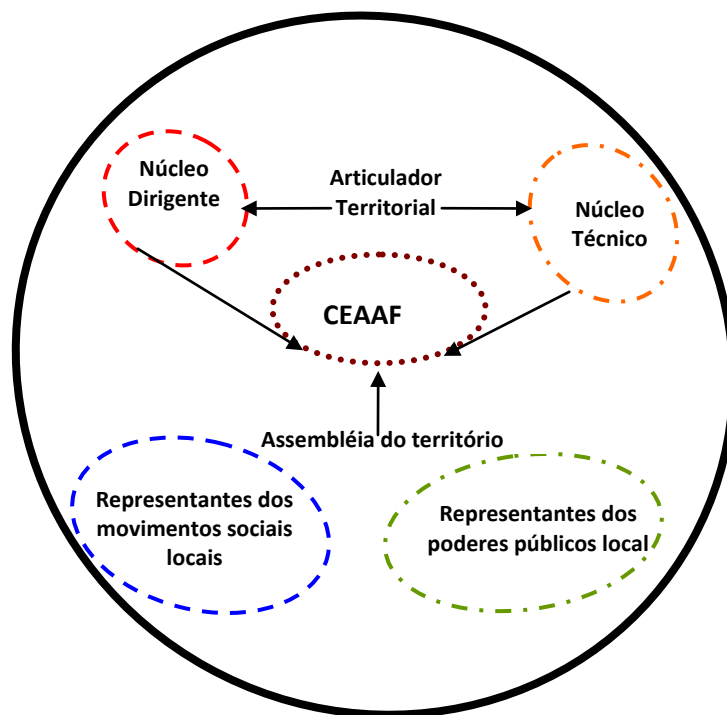 Núcleo
Dirigente
Articulador
Territorial
Núcleo
Técnico
CEAAF
Assembléia do território
Representantes dos
movimentos sociais
locais
Representantes dos
poderes públicos local